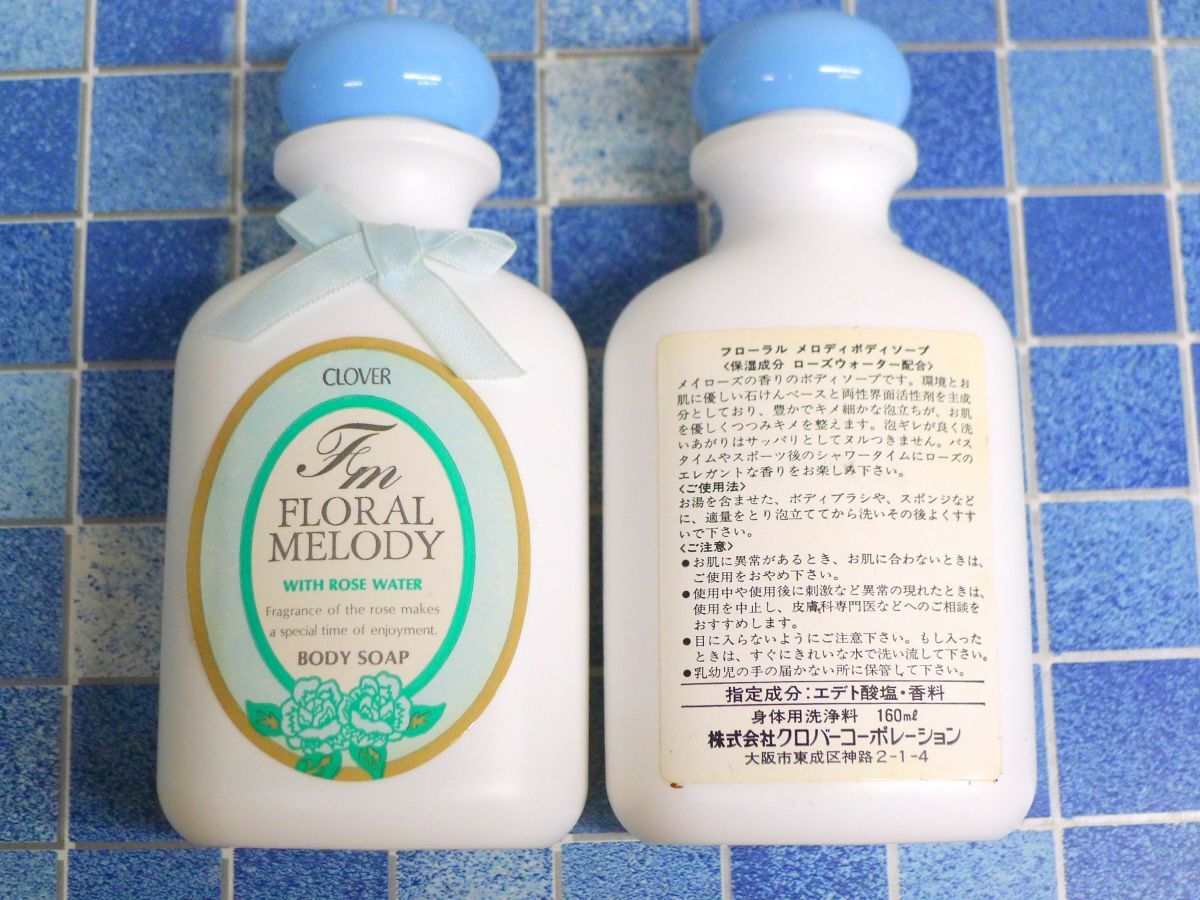 CLOVER
Fm
FLORAL
MELODY
WITH ROSE WATER
Fragrance of the rose makes
a special time of enjoyment.
BODY SOAP
フローラル メロディボディソープ
〈保湿成分 ローズウォーター配合〉
メイローズの香りのボディソープです。環境とお
肌に優しい石けんベースと両性界面活性剤を主成
分としており、豊かでキメ細かな泡立ちが、お肌
を優しくつつみキメを整えます。泡ギレが良く洗
いあがりはサッパリとしてヌルつきません。バス
タイムやスポーツ後のシャワータイムにローズの
エレガントな香りをお楽しみ下さい。
〈ご使用法〉
お湯を含ませた、ボディブラシや、スポンジなど
に、適量をとり泡立ててから洗いその後よくすす
いで下さい。
〈ご注意〉
●お肌に異常があるとき、お肌に合わないときは、
ご使用をおやめ下さい。
●使用中や使用後に刺激など異常の現れたときは、
使用を中止し、皮膚科専門医などへのご相談を
おすすめします。
●目に入らないようにご注意下さい。もし入った
ときは、すぐにきれいな水で洗い流して下さい。
●乳幼児の手の届かない所に保管して下さい。
指定成分:エデト酸塩・香料
身体用洗浄料 160mℓ
株式会社クロバーコーポレーション
大阪市東成区神路2-1-4